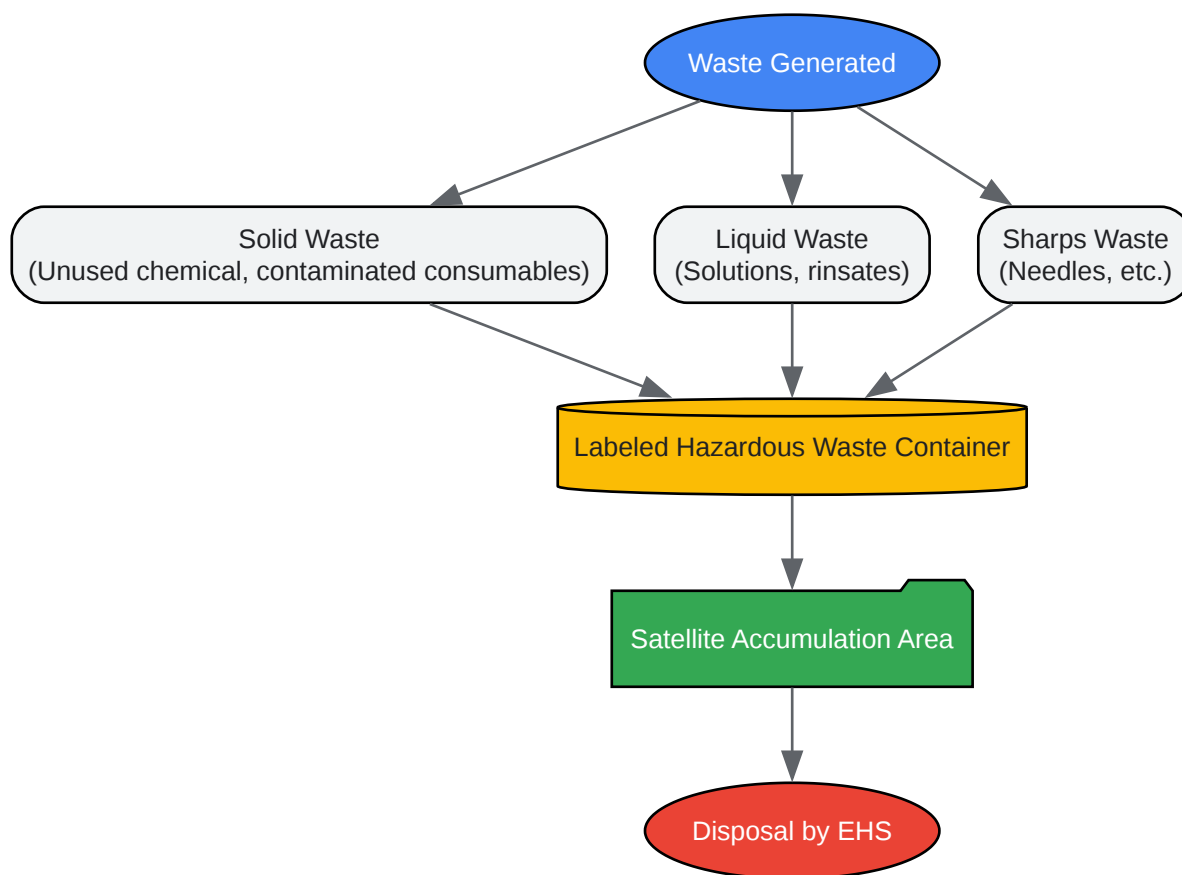 Waste Generated
Solid Waste
(Unused chemical, contaminated consumables)
Liquid Waste
(Solutions, rinsates)
Sharps Waste
(Needles, etc.)
Labeled Hazardous Waste Container
Satellite Accumulation Area
Disposal by EHS